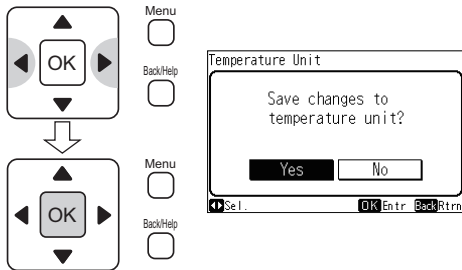 Menu
OK
Back/Help
Menu
OK
Back/Help
Temperature Unit
Save changes to
temperature unit?
Yes No
Sel. OK Entr Back Rtrn